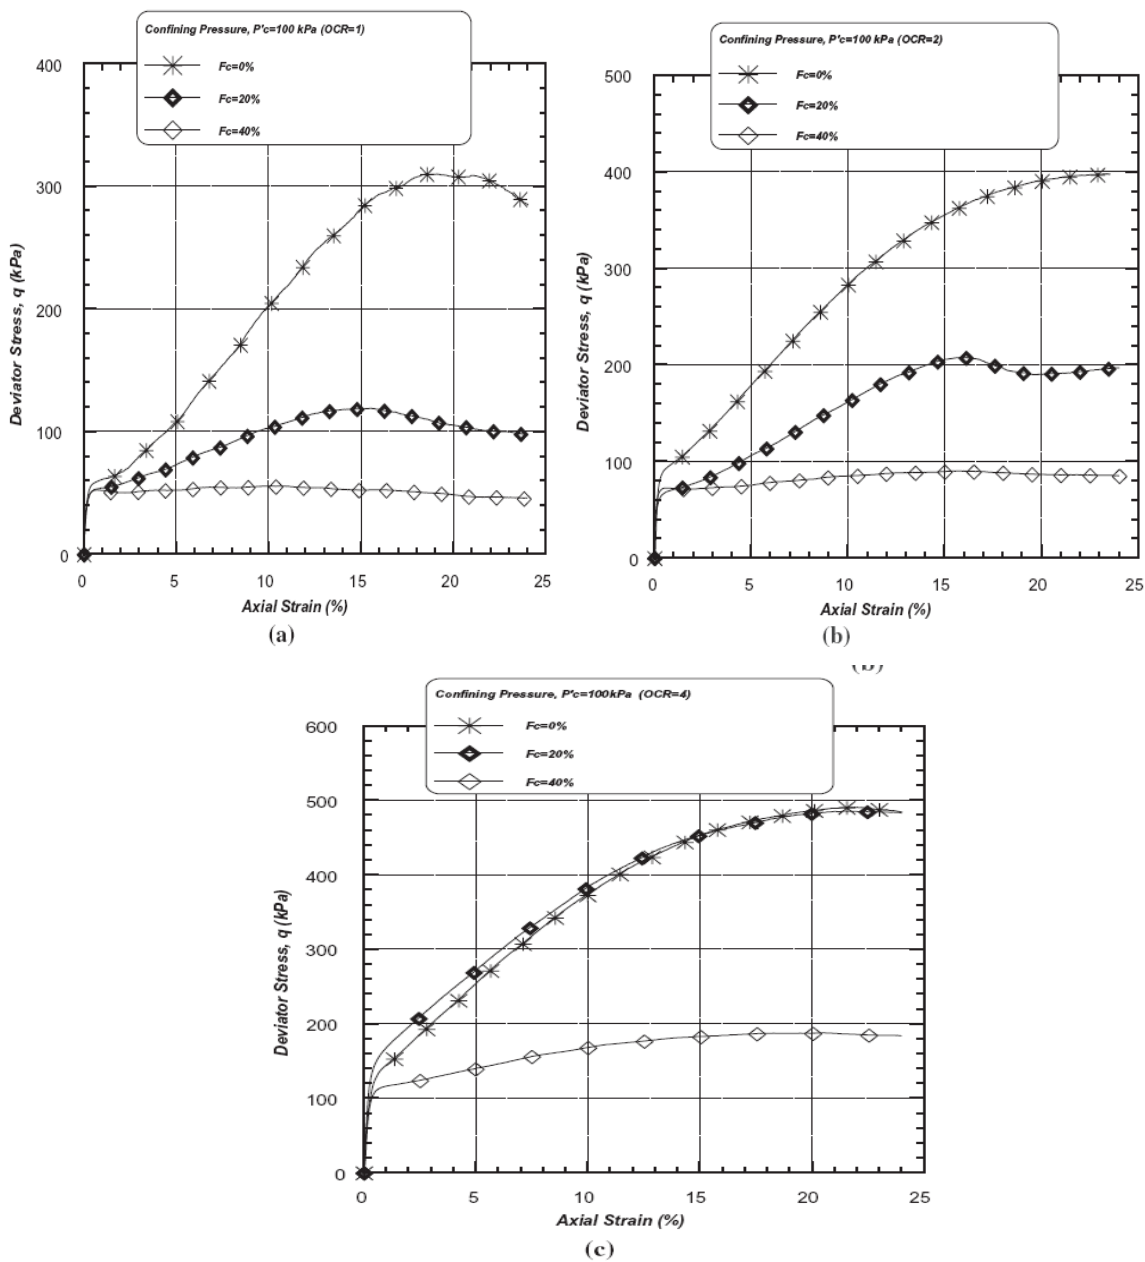 Confining Pressure, P'c=100 kPa (OCR=1)
Fc=0%
Fc=20%
Fc=40%
400
300
200
100
0
Deviator Stress, q (kPa)
0 5 10 15 20 25
Axial Strain (%)
(a)
Confining Pressure, P'c=100 kPa (OCR=2)
Fc=0%
Fc=20%
Fc=40%
500
400
300
200
100
0
Deviator Stress, q (kPa)
0 5 10 15 20 25
Axial Strain (%)
(b)
(b)
Confining Pressure, P'c=100kPa (OCR=4)
Fc=0%
Fc=20%
Fc=40%
600
500
400
300
200
100
0
Deviator Stress, q (kPa)
0 5 10 15 20 25
Axial Strain (%)
(c)